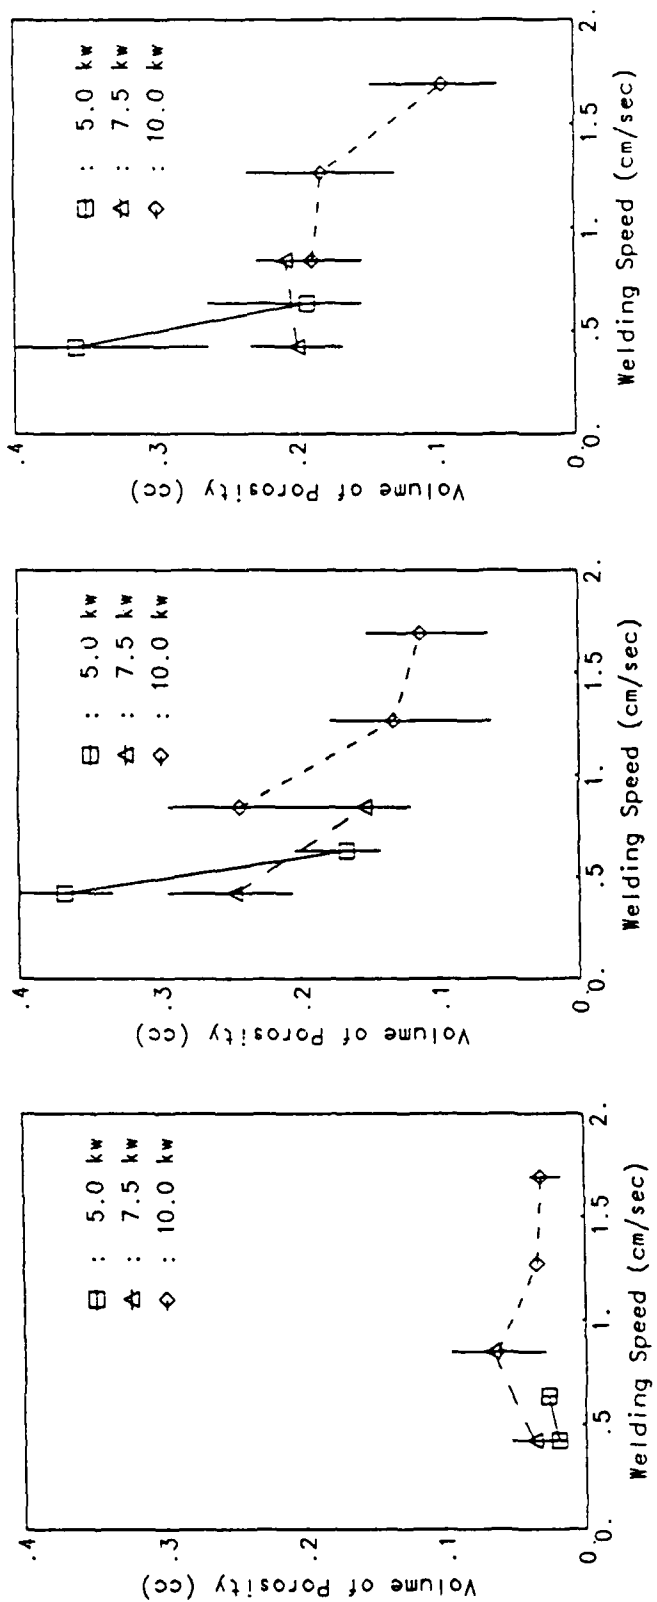 Volume of Porosity (cc)
.4
.3
.2
.1
0.
0.
.5
1.
1.5
2.
Welding Speed (cm/sec)
: 5.0 kw
: 7.5 kw
: 10.0 kw
Volume of Porosity (cc)
.4
.3
.2
.1
0.
0.
.5
1.
1.5
2.
Welding Speed (cm/sec)
: 5.0 kw
: 7.5 kw
: 10.0 kw
Volume of Porosity (cc)
.4
.3
.2
.1
0.
0.
.5
1.
1.5
2.
Welding Speed (cm/sec)
: 5.0 kw
: 7.5 kw
: 10.0 kw